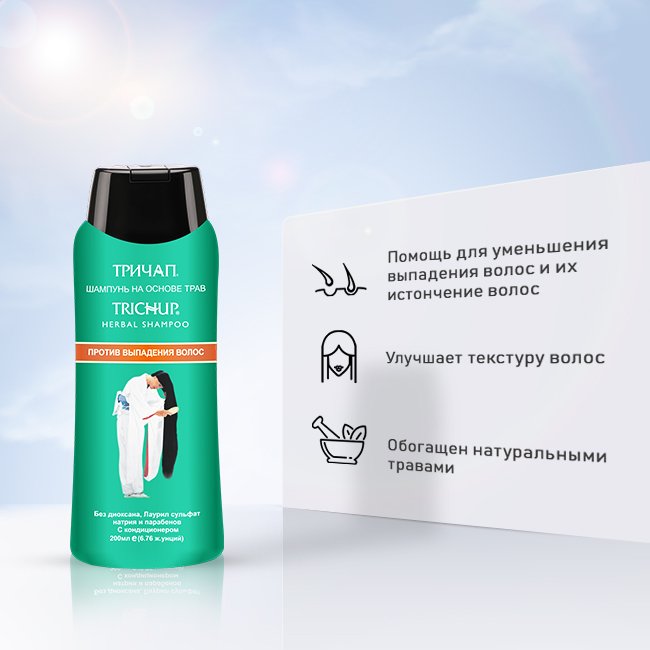 ТРИЧАП®
ШАМПУНЬ НА ОСНОВЕ ТРАВ
TRICHUP®
HERBAL SHAMPOO
ПРОТИВ ВЫПАДЕНИЯ ВОЛОС
Без диоксана, Лаурил сульфат
натрия и парабенов
С кондиционером
200мл e (6.76 ж.унций)
Помощь для уменьшения
выпадения волос и их
истончение волос
Улучшает текстуру волос
Обогащен натуральными
травами